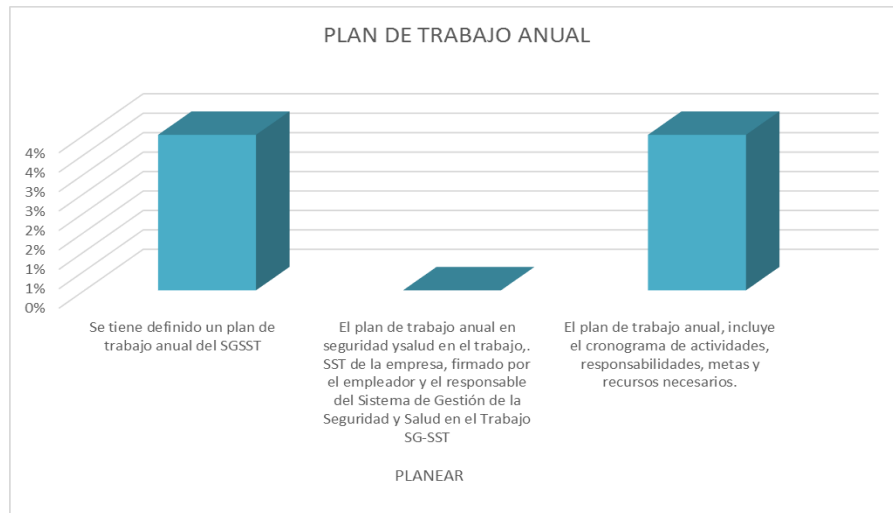 PLAN DE TRABAJO ANUAL
4%
4%
3%
3%
2%
2%
1%
1%
0%
Se tiene definido un plan de
trabajo anual del SGSST
El plan de trabajo anual en
seguridad ysalud en el trabajo,.
SST de la empresa, firmado por
el empleador y el responsable
del Sistema de Gestión de la
Seguridad y Salud en el Trabajo
SG-SST
El plan de trabajo anual, incluye
el cronograma de actividades,
responsabilidades, metas y
recursos necesarios.
PLANEAR